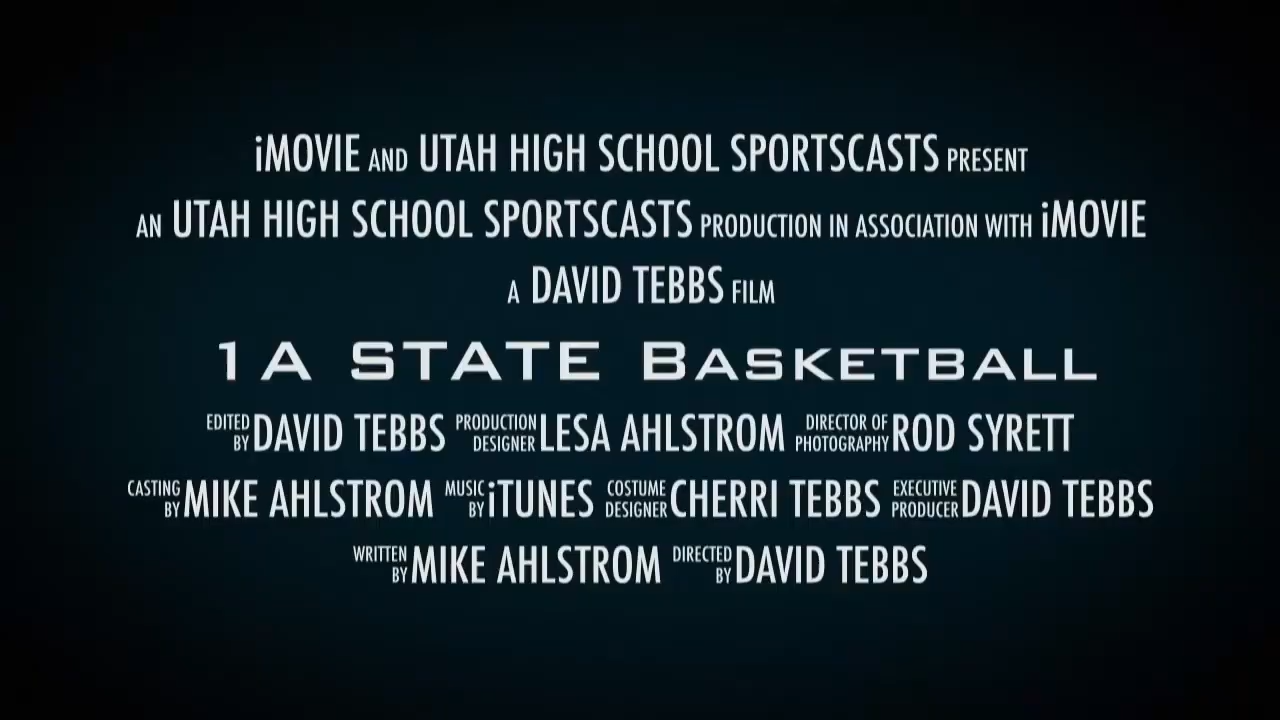 iMOVIE AND UTAH HIGH SCHOOL SPORTSCASTS PRESENT
AN UTAH HIGH SCHOOL SPORTSCASTS PRODUCTION IN ASSOCIATION WITH iMOVIE
A DAVID TEBBS FILM
1A STATE BASKETBALL
EDITED BY DAVID TEBBS PRODUCTION DESIGNER LESA AHLSTROM DIRECTOR OF PHOTOGRAPHY ROD SYRETT
CASTING BY MIKE AHLSTROM MUSIC BY iTUNES COSTUME DESIGNER CHERRI TEBBS EXECUTIVE PRODUCER DAVID TEBBS
WRITTEN BY MIKE AHLSTROM DIRECTED BY DAVID TEBBS